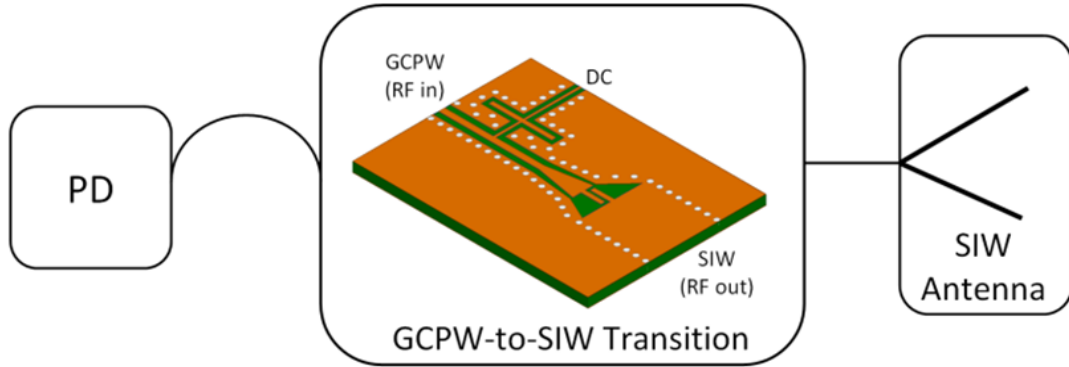 PD
GCPW
(RF in)
DC
SIW
(RF out)
GCPW-to-SIW Transition
SIW
Antenna